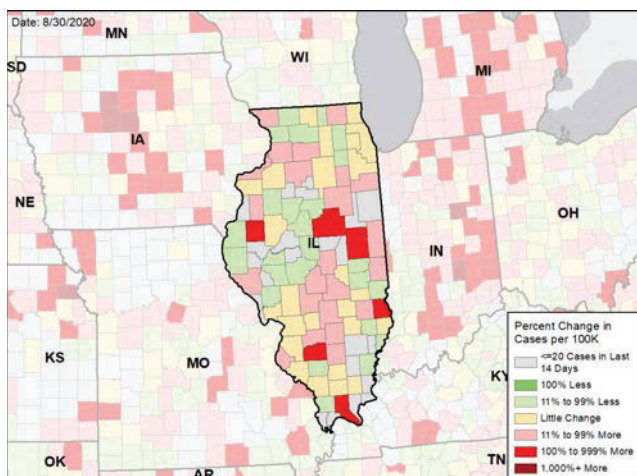 Date: 8/30/2020
MN
SD
WI
MI
IA
NE
OH
IL
IN
KS
MO
KY
OK
AR
TN
Percent Change in
Cases per 100K
<=20 Cases in Last
14 Days
100% Less
11% to 99% Less
Little Change
11% to 99% More
100% to 999% More
1,000%+ More